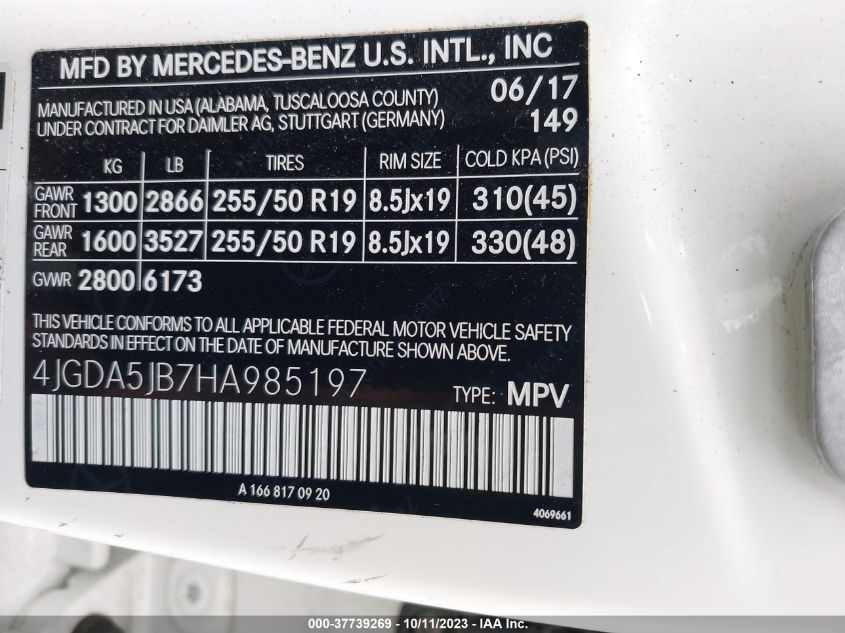 MFD BY MERCEDES-BENZ U.S. INTL., INC
MANUFACTURED IN USA (ALABAMA, TUSCALOOSA COUNTY) 06/17
UNDER CONTRACT FOR DAIMLER AG, STUTTGART (GERMANY) 149
KG LB TIRES RIM SIZE COLD KPA (PSI)
GAWR FRONT 1300 2866 255/50 R19 8.5Jx19 310(45)
GAWR REAR 1600 3527 255/50 R19 8.5Jx19 330(48)
GVWR 2800 6173
THIS VEHICLE CONFORMS TO ALL APPLICABLE FEDERAL MOTOR VEHICLE SAFETY
STANDARDS IN EFFECT ON THE DATE OF MANUFACTURE SHOWN ABOVE.
4JGDA5JB7HA985197 TYPE: MPV
A 166 817 09 20
4069661
000-37739269 - 10/11/2023 - IAA Inc.